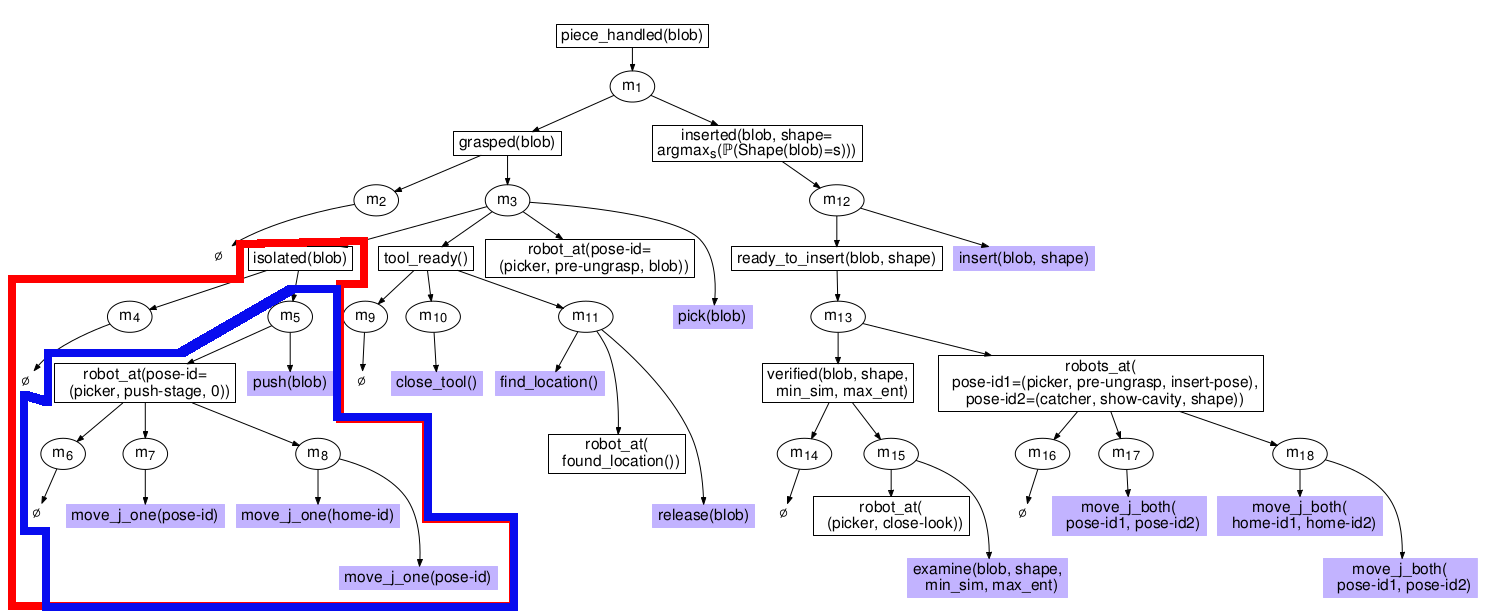 piece_handled(blob)
m1
grasped(blob)
inserted(blob, shape=
argmaxs(ℙ(Shape(blob)=s)))
m2
m3
m12
∅
isolated(blob)
tool_ready()
robot_at(pose-id=
(picker, pre-ungrasp, blob))
ready_to_insert(blob, shape)
insert(blob, shape)
m4
m5
m9
m10
m11
pick(blob)
m13
∅
robot_at(pose-id=
(picker, push-stage, 0))
push(blob)
∅
close_tool()
find_location()
verified(blob, shape,
min_sim, max_ent)
robots_at(
pose-id1=(picker, pre-ungrasp, insert-pose),
pose-id2=(catcher, show-cavity, shape))
m6
m7
m8
robot_at(
found_location())
m14
m15
m16
m17
m18
∅
move_j_one(pose-id)
move_j_one(home-id)
release(blob)
∅
robot_at(
(picker, close-look))
∅
move_j_both(
pose-id1, pose-id2)
move_j_both(
home-id1, home-id2)
move_j_one(pose-id)
examine(blob, shape,
min_sim, max_ent)
move_j_both(
pose-id1, pose-id2)